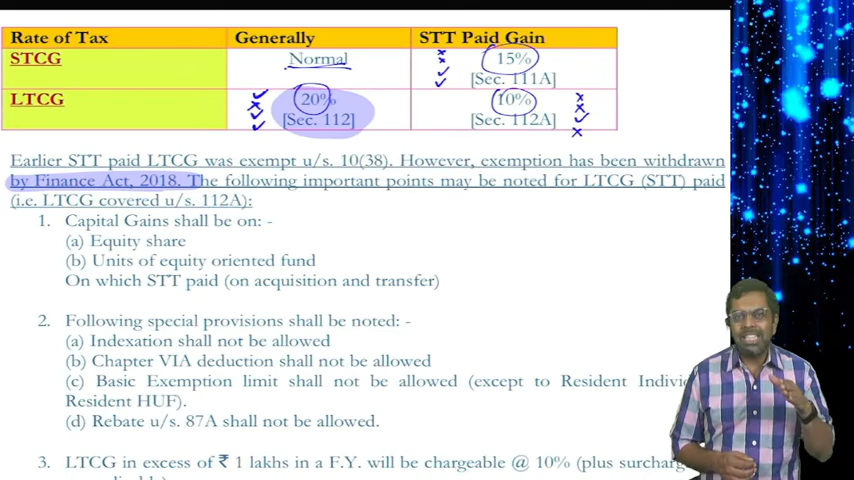 Rate of Tax Generally STT Paid Gain
STCG Normal 15%
[Sec. 111A]
LTCG 20% 10%
[Sec. 112] [Sec. 112A]
Earlier STT paid LTCG was exempt u/s. 10(38). However, exemption has been withdrawn
by Finance Act, 2018. The following important points may be noted for LTCG (STT) paid
(i.e. LTCG covered u/s. 112A):
1. Capital Gains shall be on: -
(a) Equity share
(b) Units of equity oriented fund
On which STT paid (on acquisition and transfer)
2. Following special provisions shall be noted: -
(a) Indexation shall not be allowed
(b) Chapter VIA deduction shall not be allowed
(c) Basic Exemption limit shall not be allowed (except to Resident
Resident HUF).
(d) Rebate u/s. 87A shall not be allowed.
3. LTCG in excess of ₹ 1 lakhs in a F.Y. will be chargeable @ 10% (plus